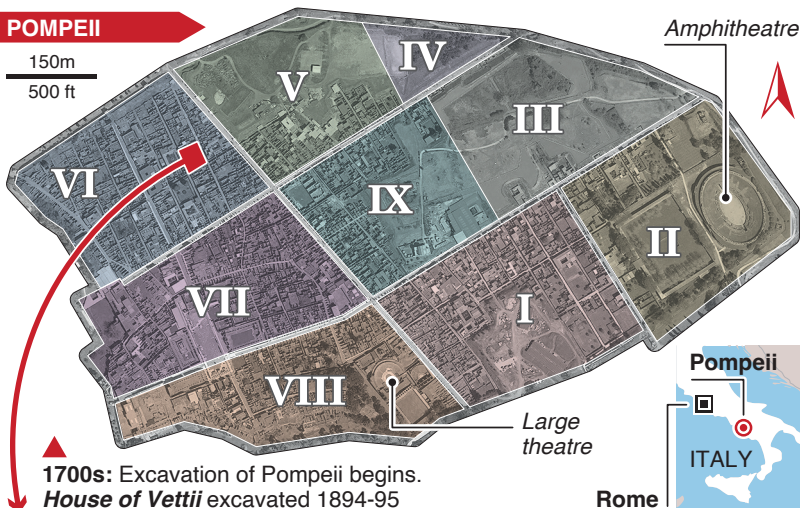 POMPEII
150m
500 ft
Amphitheatre
IV
V
III
VI
IX
II
VII
I
VIII
Large
theatre
Pompeii
ITALY
Rome
1700s: Excavation of Pompeii begins.
House of Vettii excavated 1894-95